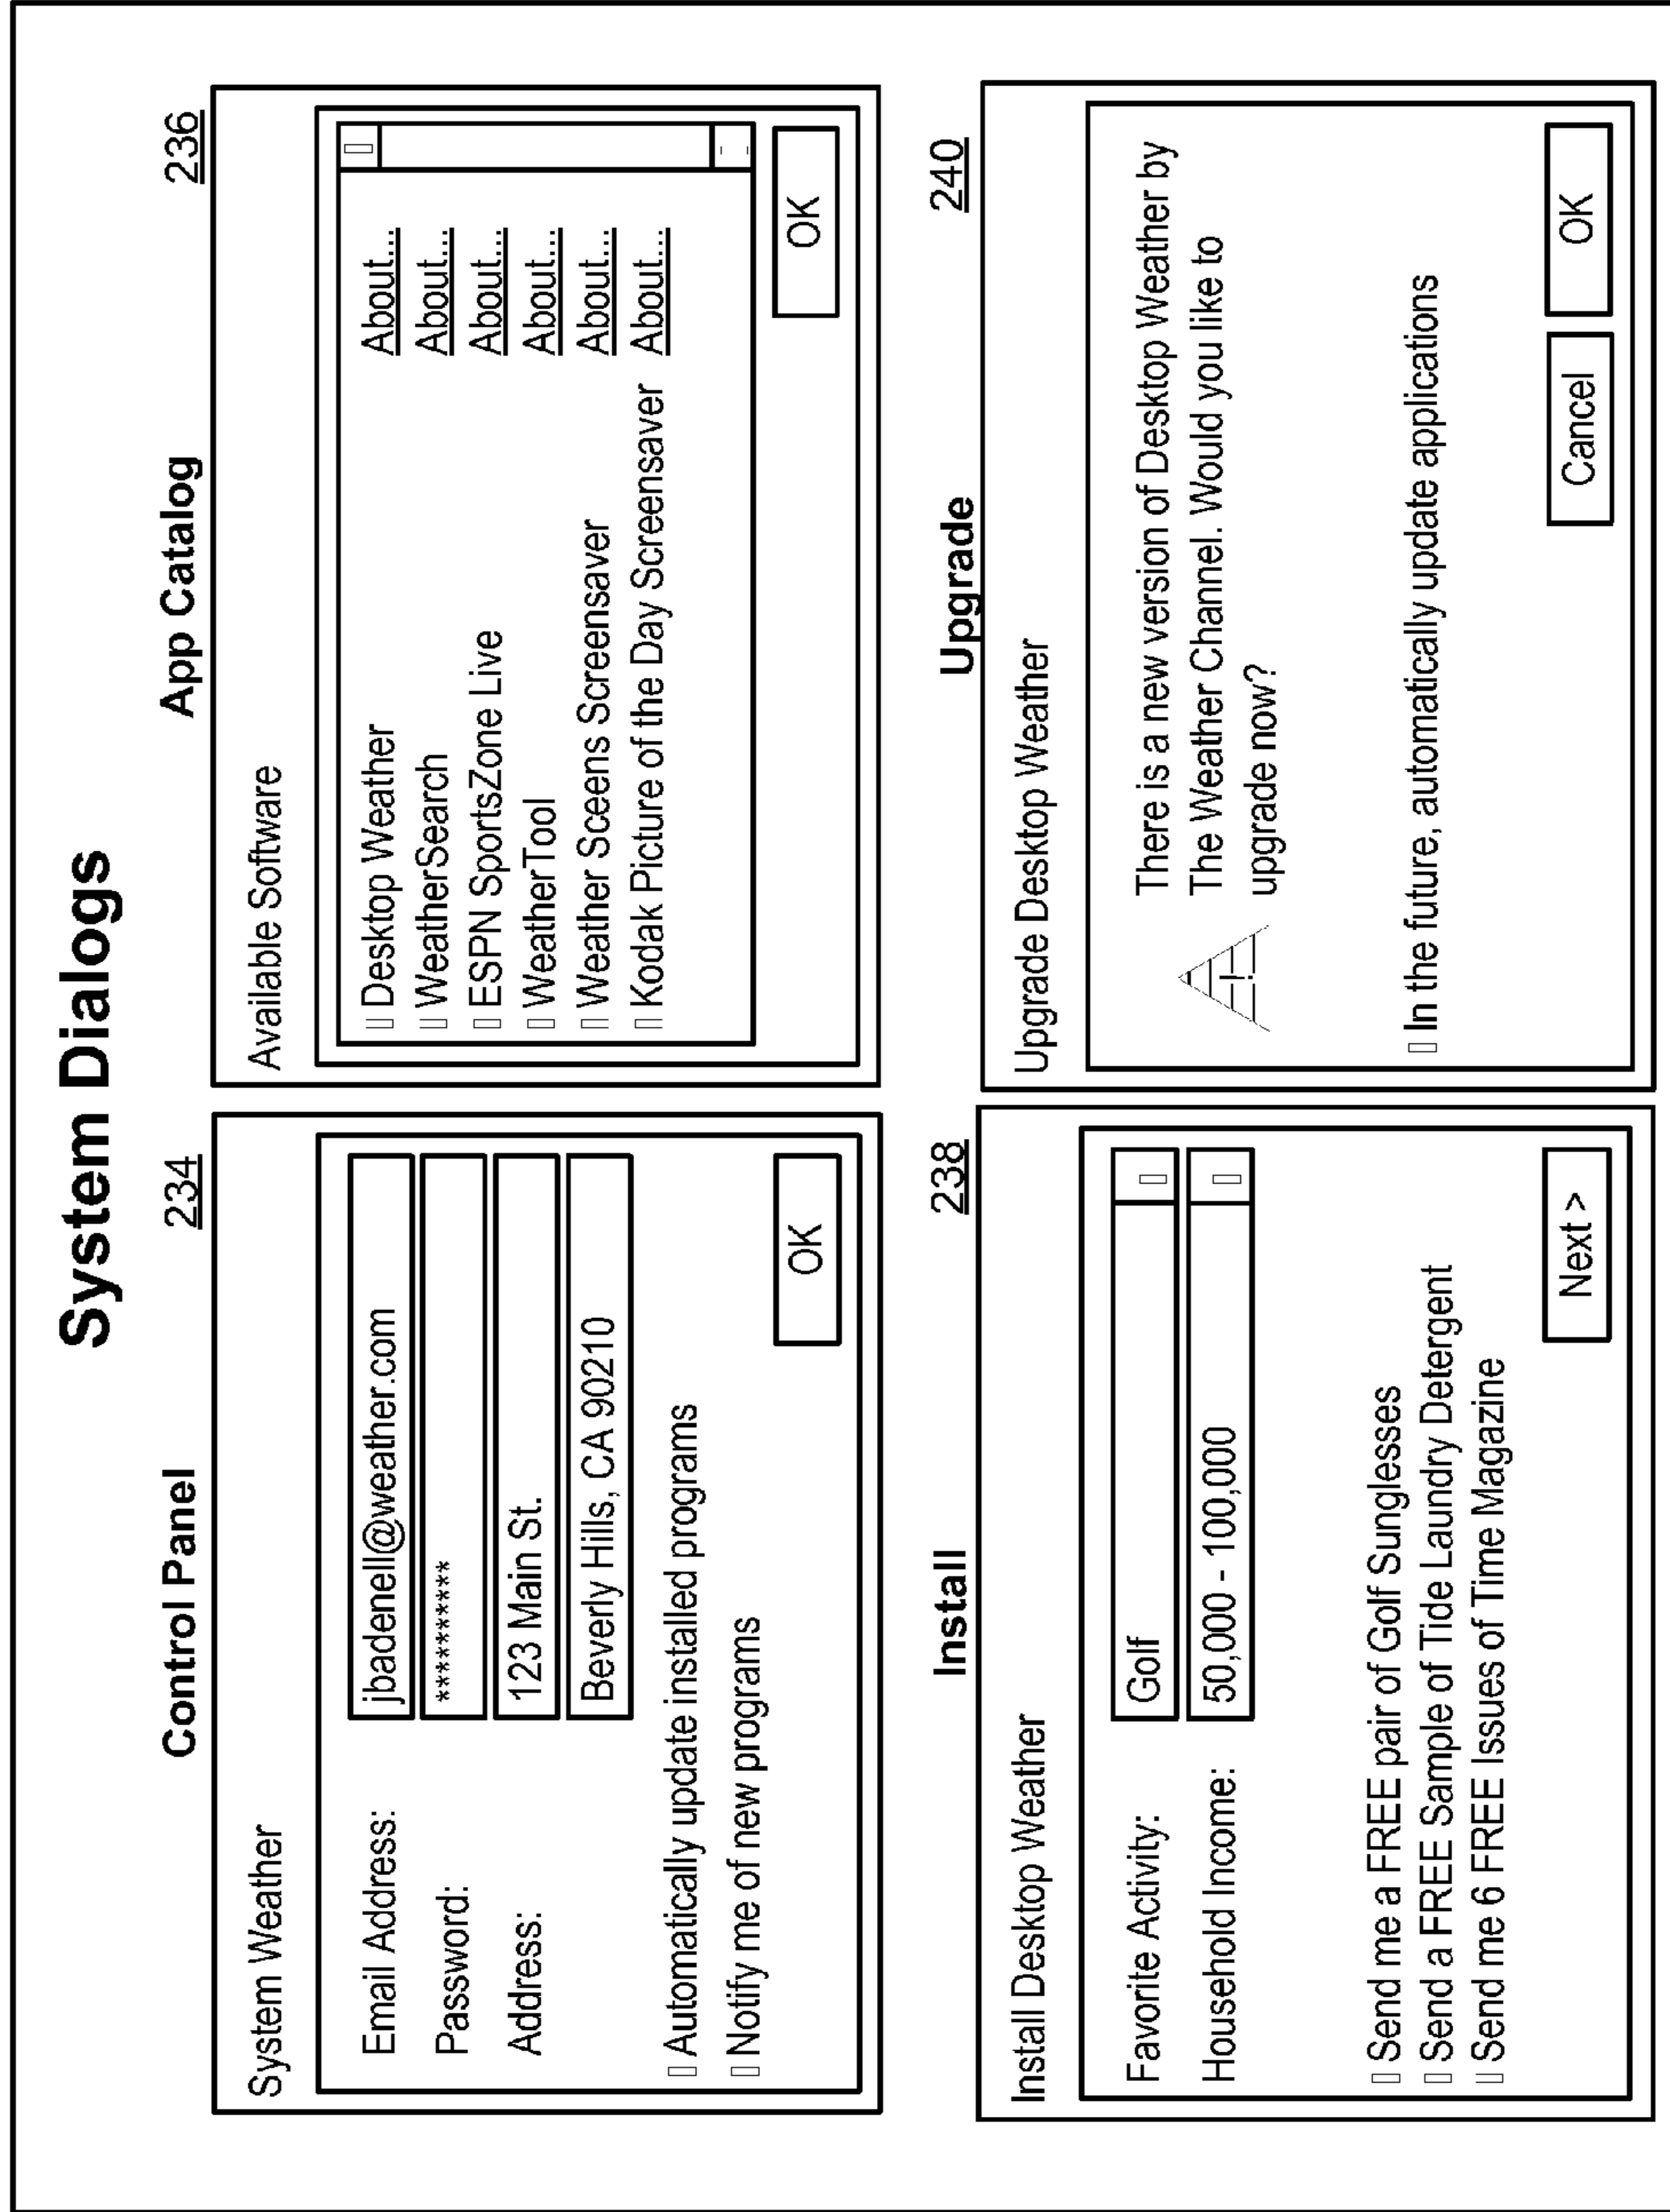 System Dialogs
Control Panel
234
System Weather
Email Address: jbadenell@weather.com
Password: **********
Address: 123 Main St.
Beverly Hills, CA 90210
Automatically update installed programs
Notify me of new programs
OK
App Catalog
236
Available Software
Desktop Weather About...
WeatherSearch About...
ESPN SportsZone Live About...
WeatherTool About...
Weather Sceens Screensaver About...
Kodak Picture of the Day Screensaver About...
OK
Install
238
Install Desktop Weather
Favorite Activity: Golf
Household Income: 50,000 - 100,000
Send me a FREE pair of Golf Sunglesses
Send a FREE Sample of Tide Laundry Detergent
Send me 6 FREE Issues of Time Magazine
Next >
Upgrade
240
Upgrade Desktop Weather
There is a new version of Desktop Weather by
The Weather Channel. Would you like to
upgrade now?
!
In the future, automatically update applications
Cancel OK